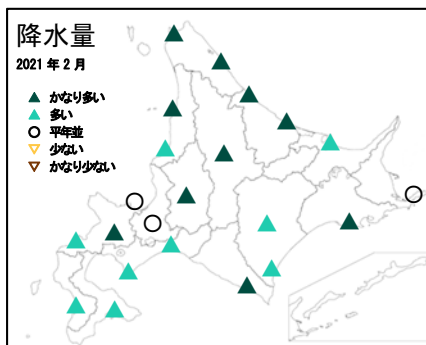 降水量
2021 年 2 月
かなり多い
多い
平年並
少ない
かなり少ない